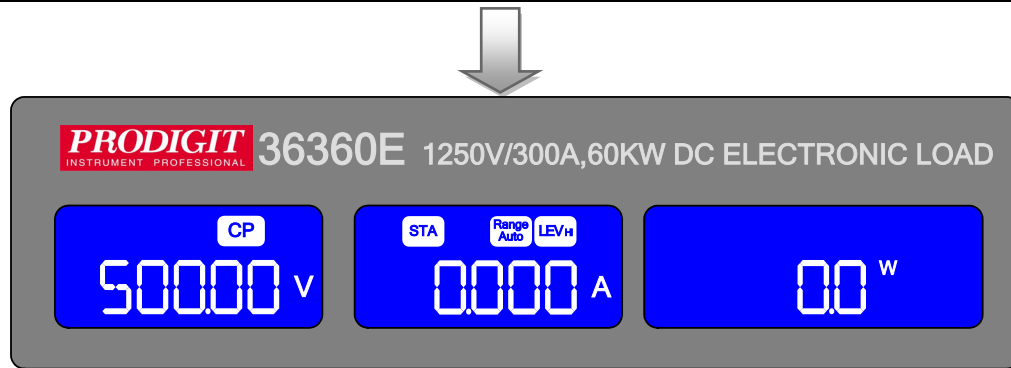 PRODIGIT
INSTRUMENT PROFESSIONAL
36360E 1250V/300A,60KW DC ELECTRONIC LOAD
CP
500.00 V
STA Range Auto LEVH
0.000 A
0.0 W